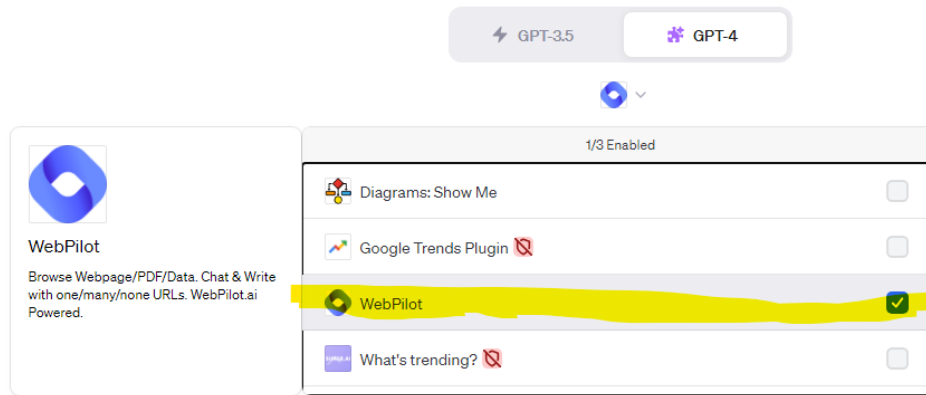 GPT-3.5
GPT-4
1/3 Enabled
WebPilot
Browse Webpage/PDF/Data. Chat & Write
with one/many/none URLs. WebPilot.ai
Powered.
Diagrams: Show Me
Google Trends Plugin
WebPilot
What's trending?